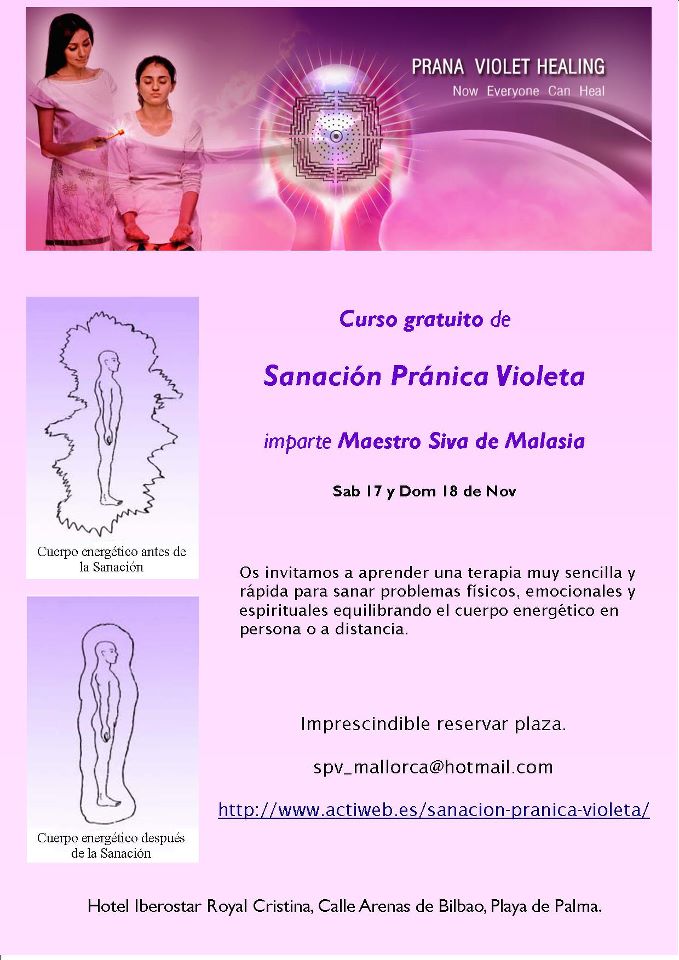 PRANA VIOLET HEALING
Now Everyone Can Heal
Curso gratuito de
Sanación Pránica Violeta
imparte Maestro Siva de Malasia
Sab 17 y Dom 18 de Nov
Cuerpo energético antes de
la Sanación
Os invitamos a aprender una terapia muy sencilla y
rápida para sanar problemas físicos, emocionales y
espirituales equilibrando el cuerpo energético en
persona o a distancia.
Imprescindible reservar plaza.
spv_mallorca@hotmail.com
http://www.actiweb.es/sanacion-pranica-violeta/
Cuerpo energético después
de la Sanación
Hotel Iberostar Royal Cristina, Calle Arenas de Bilbao, Playa de Palma.